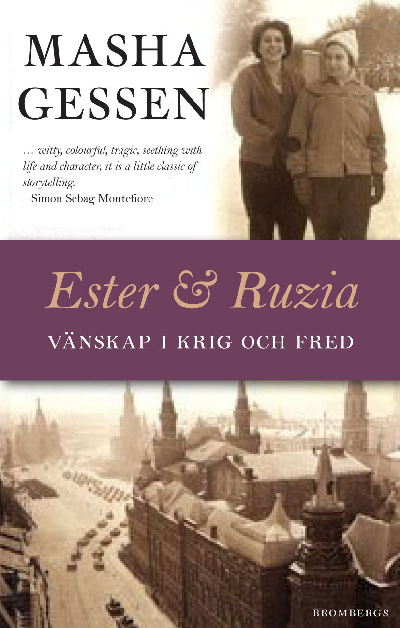 MASHA
GESSEN
... witty, colourful, tragic, seething with
life and character, it is a little classic of
storytelling.
– Simon Sebag Montefiore
Ester & Ruzia
VÄNSKAP I KRIG OCH FRED
BROMBERGS